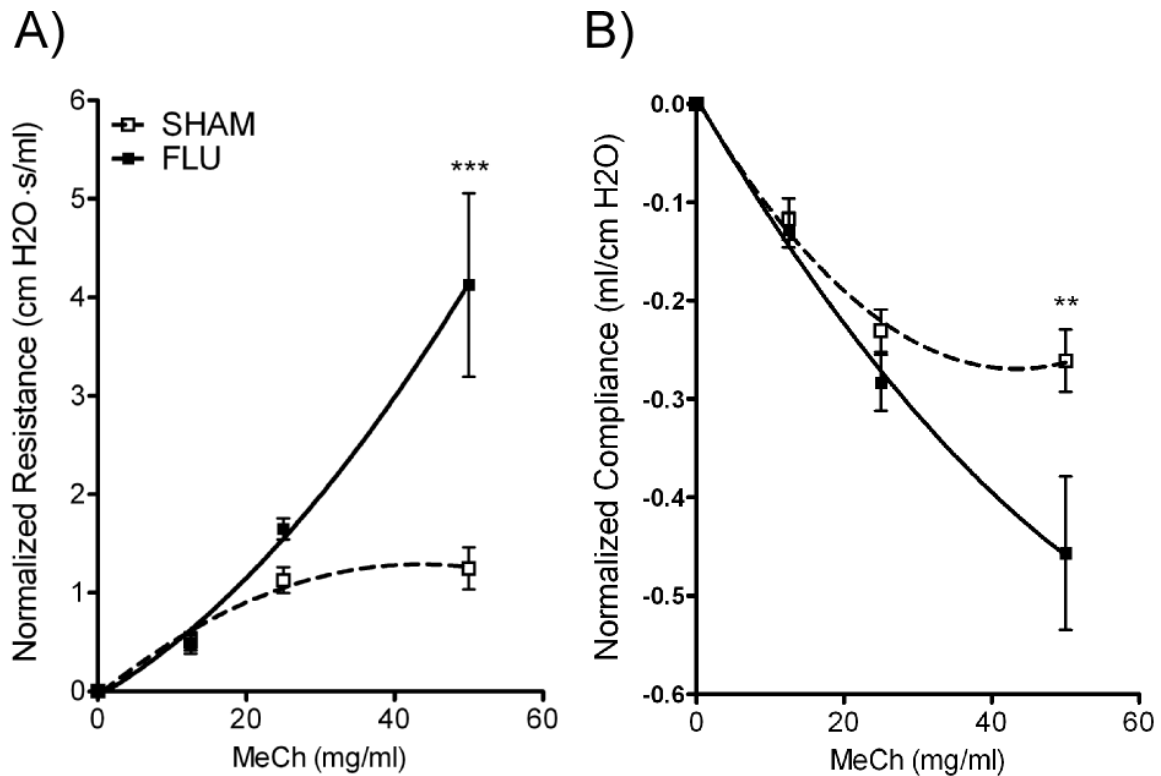 A)
Normalized Resistance (cm H2O·s/ml)
6
5
4
3
2
1
0
SHAM
FLU
***
0 20 40 60
MeCh (mg/ml)
B)
Normalized Compliance (ml/cm H2O)
0.0
-0.1
-0.2
-0.3
-0.4
-0.5
-0.6
**
0 20 40 60
MeCh (mg/ml)